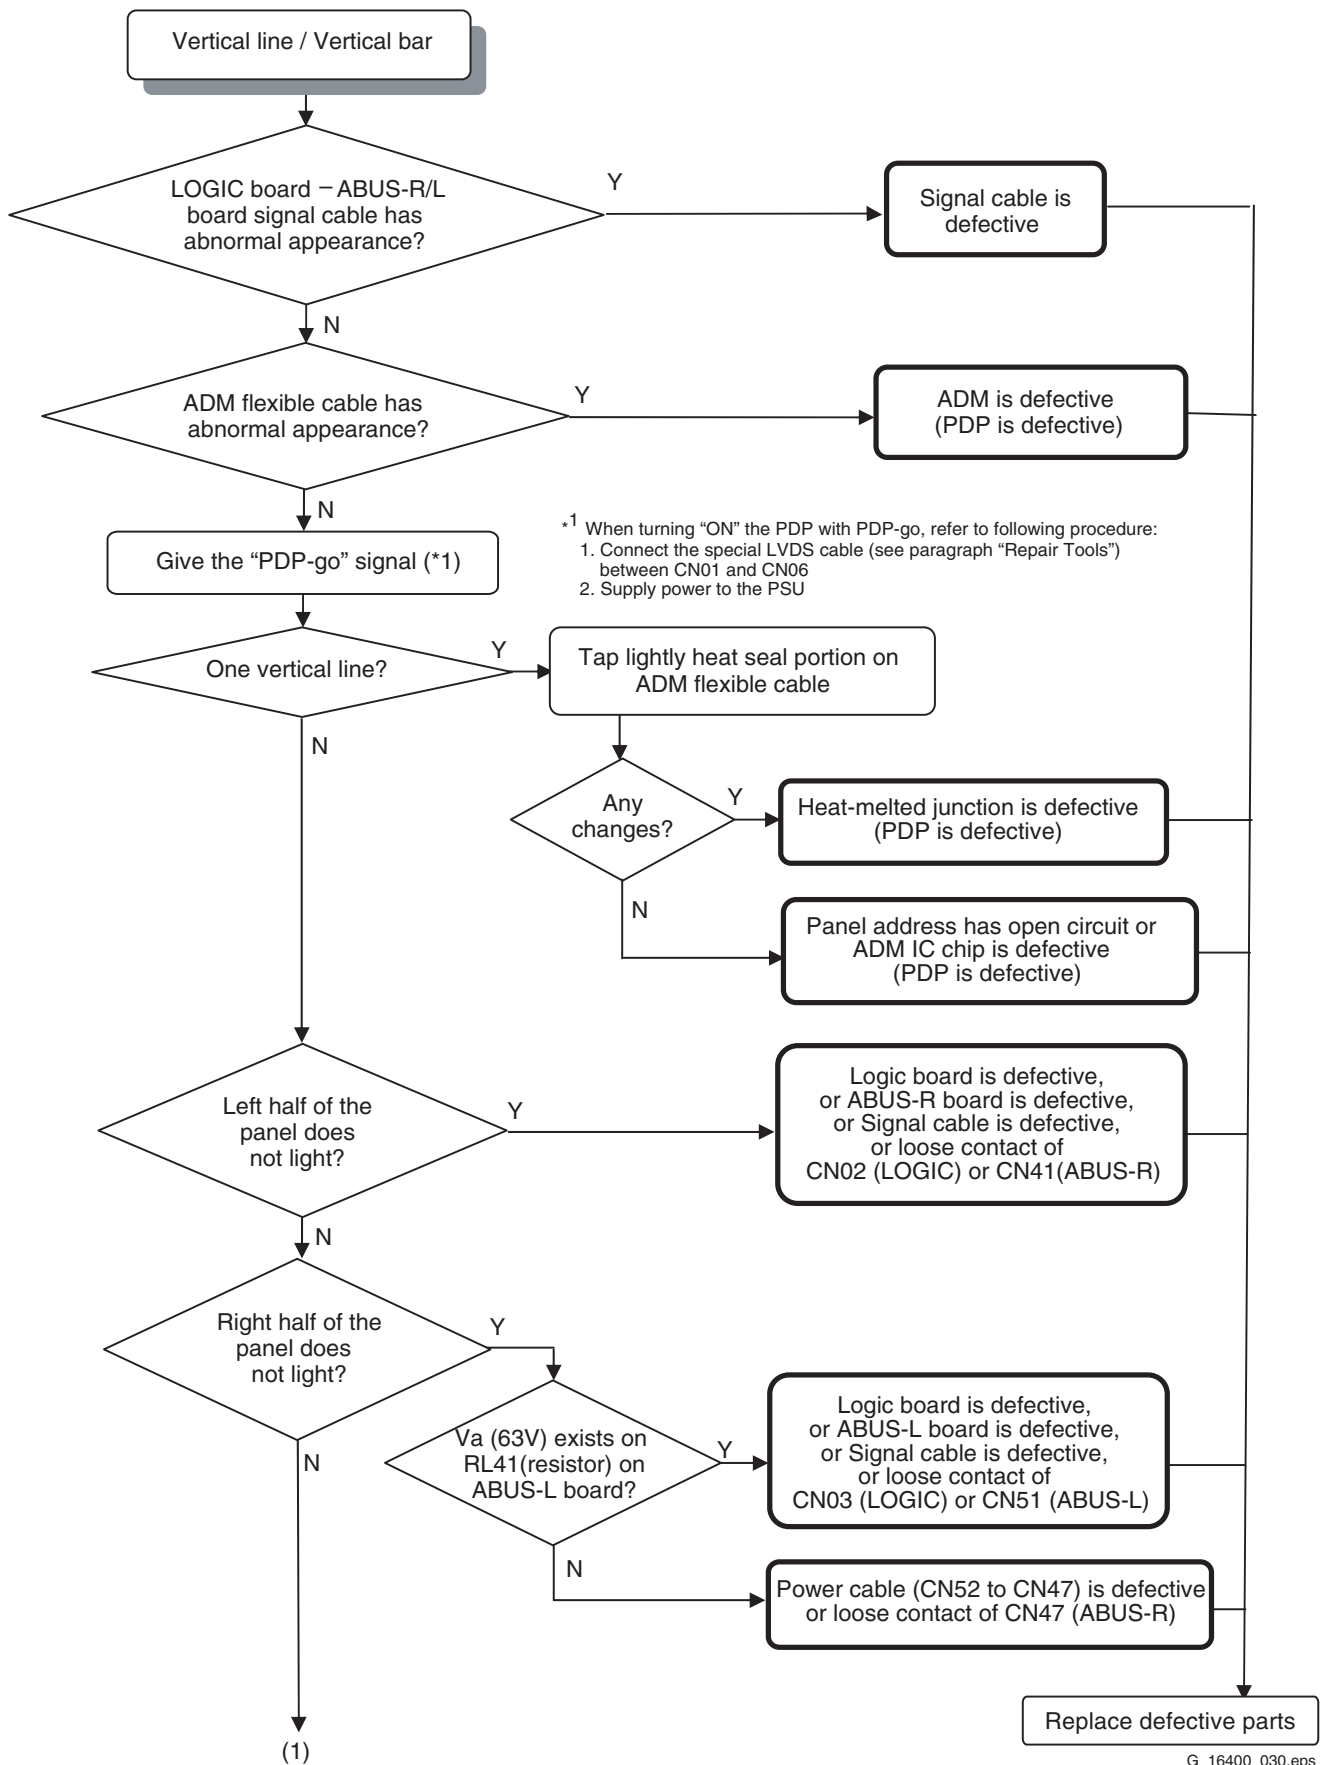 Vertical line / Vertical bar
LOGIC board – ABUS-R/L
board signal cable has
abnormal appearance?
Y
Signal cable is
defective
N
ADM flexible cable has
abnormal appearance?
Y
ADM is defective
(PDP is defective)
N
Give the “PDP-go” signal (*1)
*1 When turning “ON” the PDP with PDP-go, refer to following procedure:
1. Connect the special LVDS cable (see paragraph “Repair Tools”)
between CN01 and CN06
2. Supply power to the PSU
One vertical line?
Y
Tap lightly heat seal portion on
ADM flexible cable
N
Any
changes?
Y
Heat-melted junction is defective
(PDP is defective)
N
Panel address has open circuit or
ADM IC chip is defective
(PDP is defective)
Left half of the
panel does
not light?
Y
Logic board is defective,
or ABUS-R board is defective,
or Signal cable is defective,
or loose contact of
CN02 (LOGIC) or CN41(ABUS-R)
N
Right half of the
panel does
not light?
Y
Va (63V) exists on
RL41(resistor) on
ABUS-L board?
Y
Logic board is defective,
or ABUS-L board is defective,
or Signal cable is defective,
or loose contact of
CN03 (LOGIC) or CN51 (ABUS-L)
N
N
Power cable (CN52 to CN47) is defective
or loose contact of CN47 (ABUS-R)
Replace defective parts
(1)
G_16400_030.eps